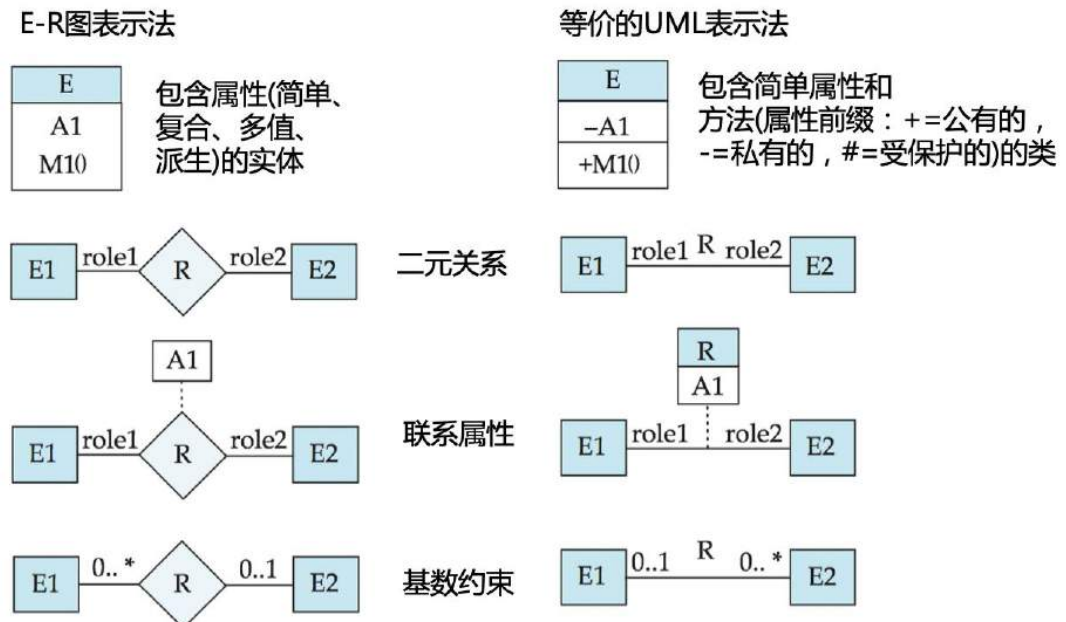 E-R图表示法
等价的UML表示法
E
A1
M1()
包含属性(简单、
复合、多值、
派生)的实体
E
–A1
+M1()
包含简单属性和
方法(属性前缀：+=公有的，
-=私有的，#=受保护的)的类
E1 role1 R role2 E2
二元关系
E1 role1 R role2 E2
A1
E1 role1 R role2 E2
联系属性
R
A1
E1 role1 role2 E2
E1 0..* R 0..1 E2
基数约束
E1 0..1 R 0..* E2